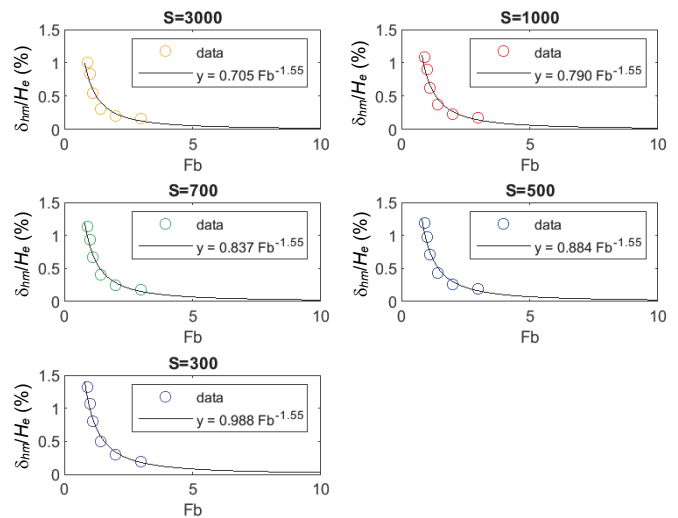 S=3000
δhm/He (%)
1.5
1
0.5
0
data
y = 0.705 Fb-1.55
0
5
10
Fb
S=1000
δhm/He (%)
1.5
1
0.5
0
data
y = 0.790 Fb-1.55
0
5
10
Fb
S=700
δhm/He (%)
1.5
1
0.5
0
data
y = 0.837 Fb-1.55
0
5
10
Fb
S=500
δhm/He (%)
1.5
1
0.5
0
data
y = 0.884 Fb-1.55
0
5
10
Fb
S=300
δhm/He (%)
1.5
1
0.5
0
data
y = 0.988 Fb-1.55
0
5
10
Fb